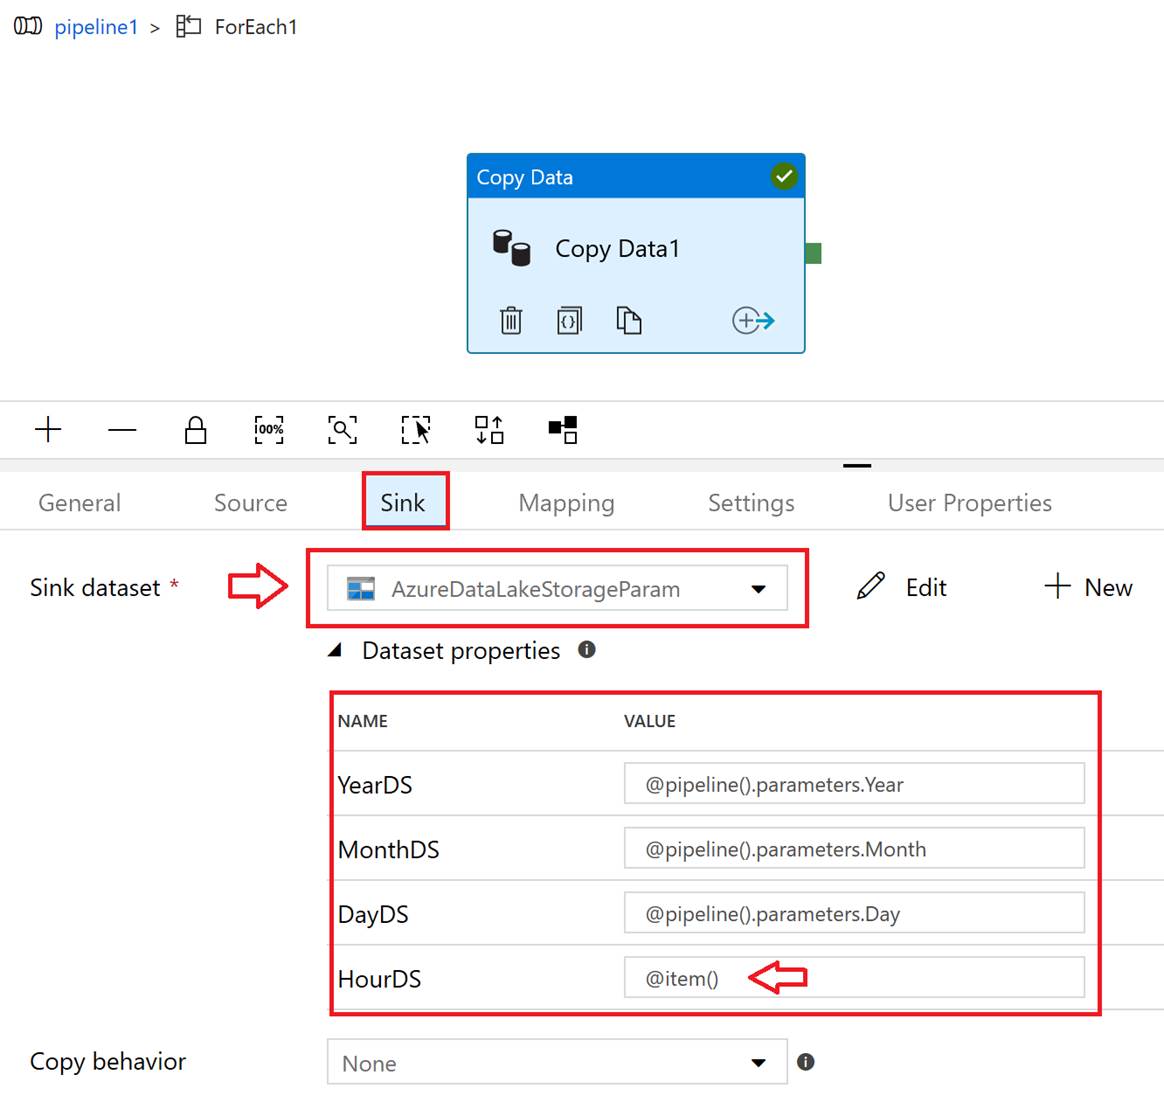 pipeline1 > ForEach1
Copy Data
Copy Data1
100%
General Source Sink Mapping Settings User Properties
Sink dataset * AzureDataLakeStorageParam Edit New
Dataset properties
NAME VALUE
YearDS @pipeline().parameters.Year
MonthDS @pipeline().parameters.Month
DayDS @pipeline().parameters.Day
HourDS @item()
Copy behavior None